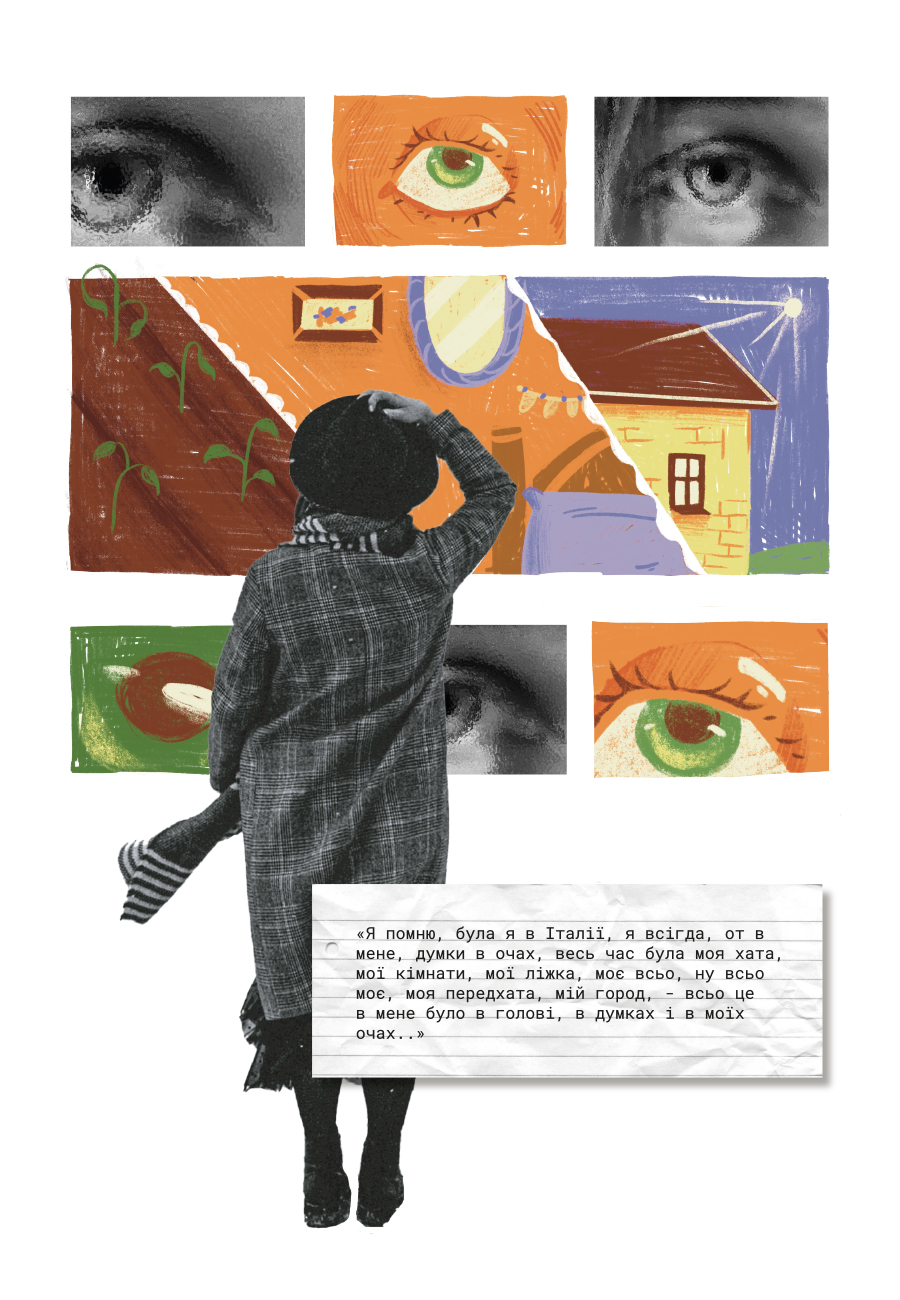 «Я помню, була я в Італії, я всігда, от в
мене, думки в очах, весь час була моя хата,
мої кімнати, мої ліжка, моє всьо, ну всьо
моє, моя передхата, мій город, – всьо це
в мене було в голові, в думках і в моїх
очах..»